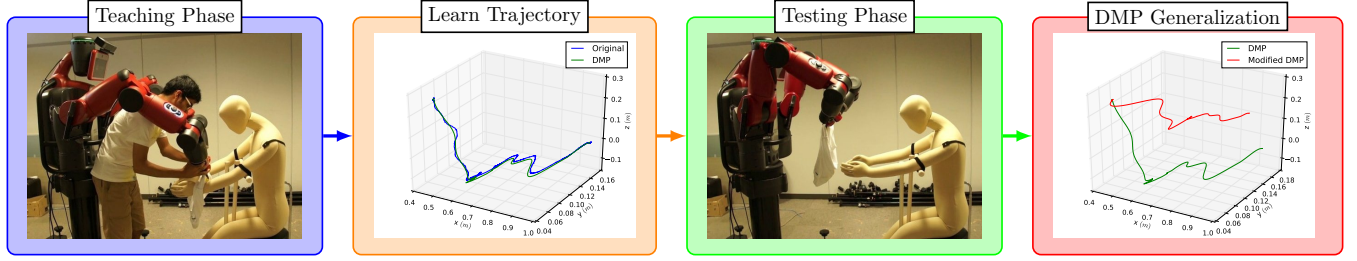 Teaching Phase
Learn Trajectory
Testing Phase
DMP Generalization
Original
DMP
0.3
0.2
0.1
0.0
−0.1
z (m)
0.4
0.5
0.6
0.7
0.8
0.9
1.0
x (m)
0.04
0.06
0.08
0.10
0.12
0.14
0.16
y (m)
DMP
Modified DMP
0.3
0.2
0.1
0.0
−0.1
z (m)
0.4
0.5
0.6
0.7
0.8
0.9
1.0
x (m)
0.04
0.06
0.08
0.10
0.12
0.14
0.16
0.18
y (m)